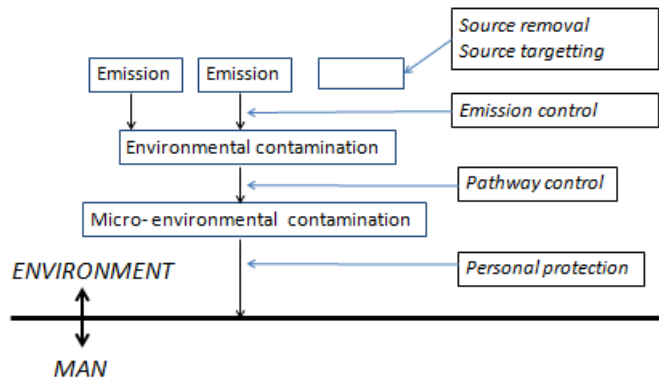 Source removal
Source targetting
Emission
Emission
Emission control
Environmental contamination
Pathway control
Micro- environmental contamination
Personal protection
ENVIRONMENT
MAN